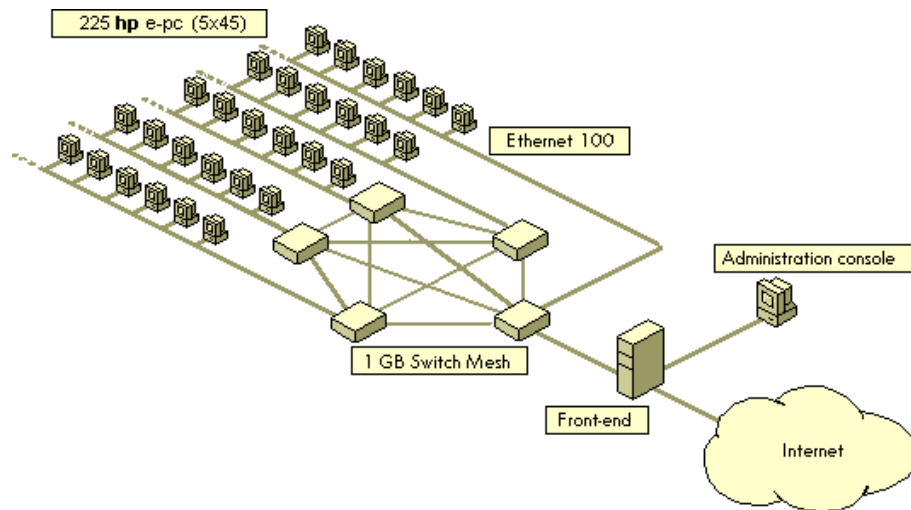 225 hp e-pc (5x45)
Ethernet 100
Administration console
1 GB Switch Mesh
Front-end
Internet